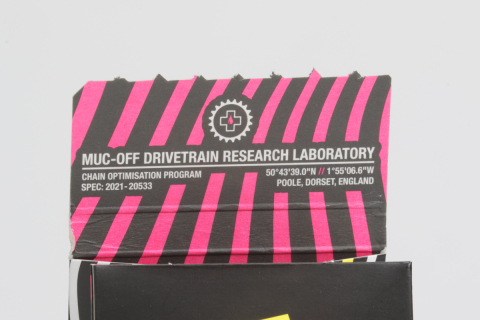 MUC-OFF DRIVETRAIN RESEARCH LABORATORY
CHAIN OPTIMISATION PROGRAM
SPEC: 2021- 20533
50°43'39.0"N // 1°55'06.6"W
POOLE, DORSET, ENGLAND